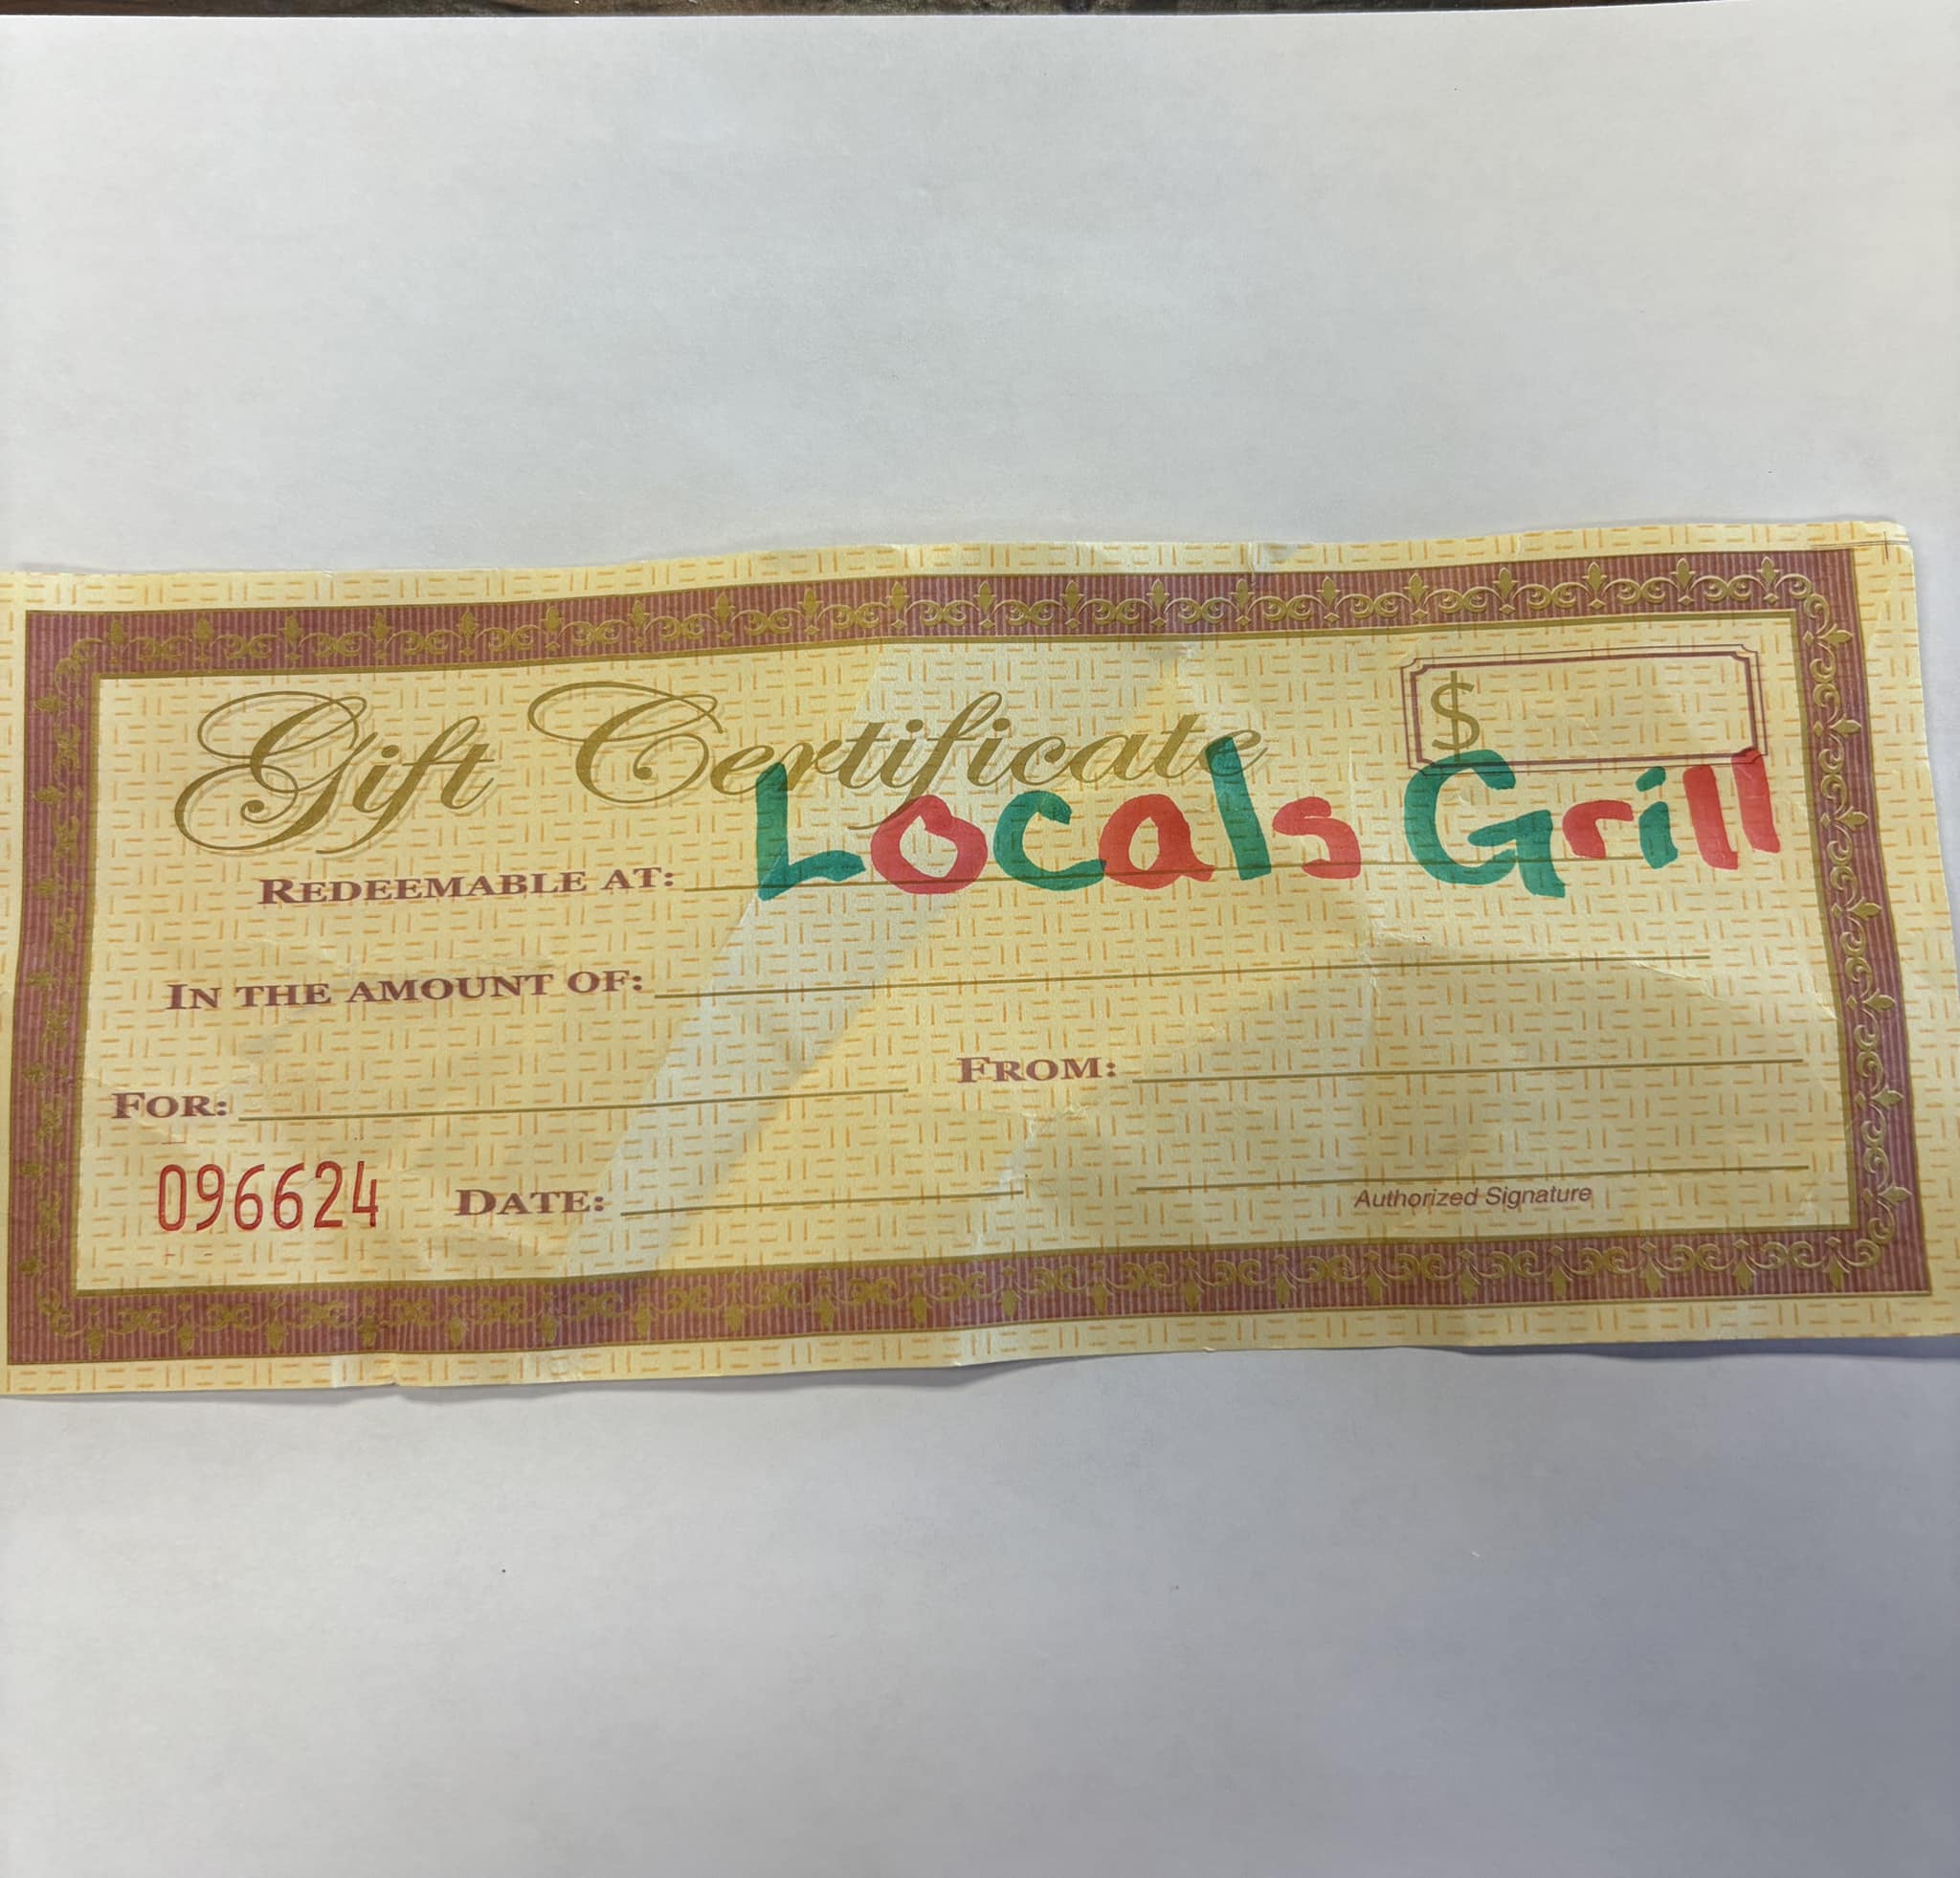 Gift Certificate
$
REDEEMABLE AT: Locals Grill
IN THE AMOUNT OF:
FOR: FROM:
096624 DATE: Authorized Signature